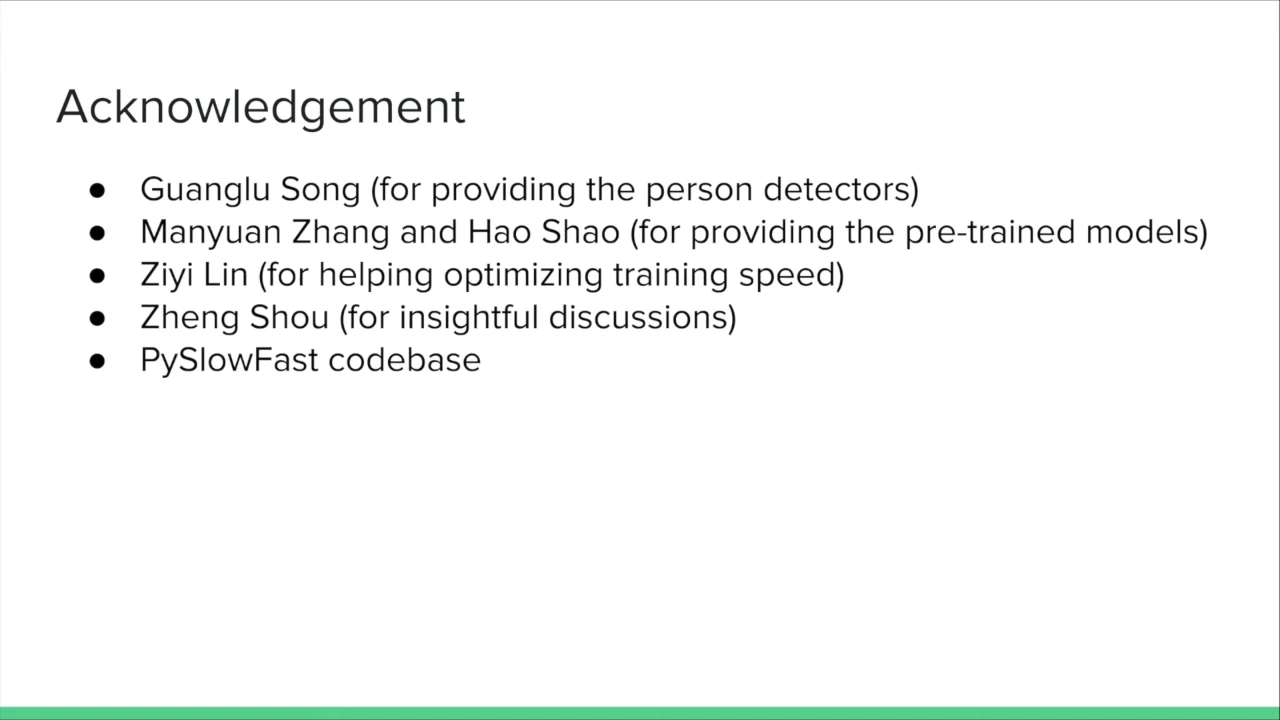 Acknowledgement
● Guanglu Song (for providing the person detectors)
● Manyuan Zhang and Hao Shao (for providing the pre-trained models)
● Ziyi Lin (for helping optimizing training speed)
● Zheng Shou (for insightful discussions)
● PySlowFast codebase